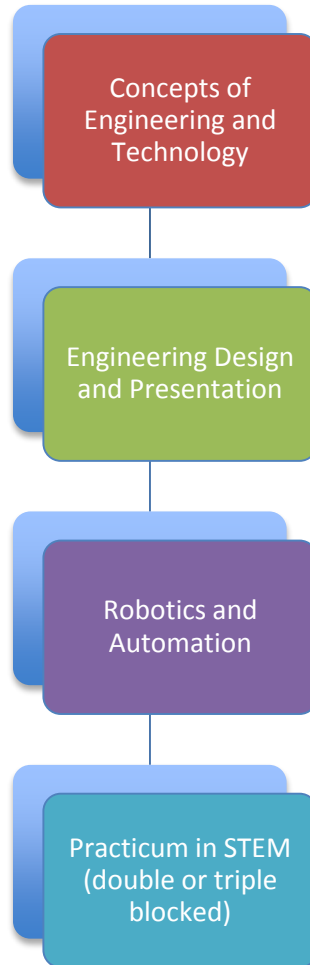 Concepts of
Engineering and
Technology
Engineering Design
and Presentation
Robotics and
Automation
Practicum in STEM
(double or triple
blocked)